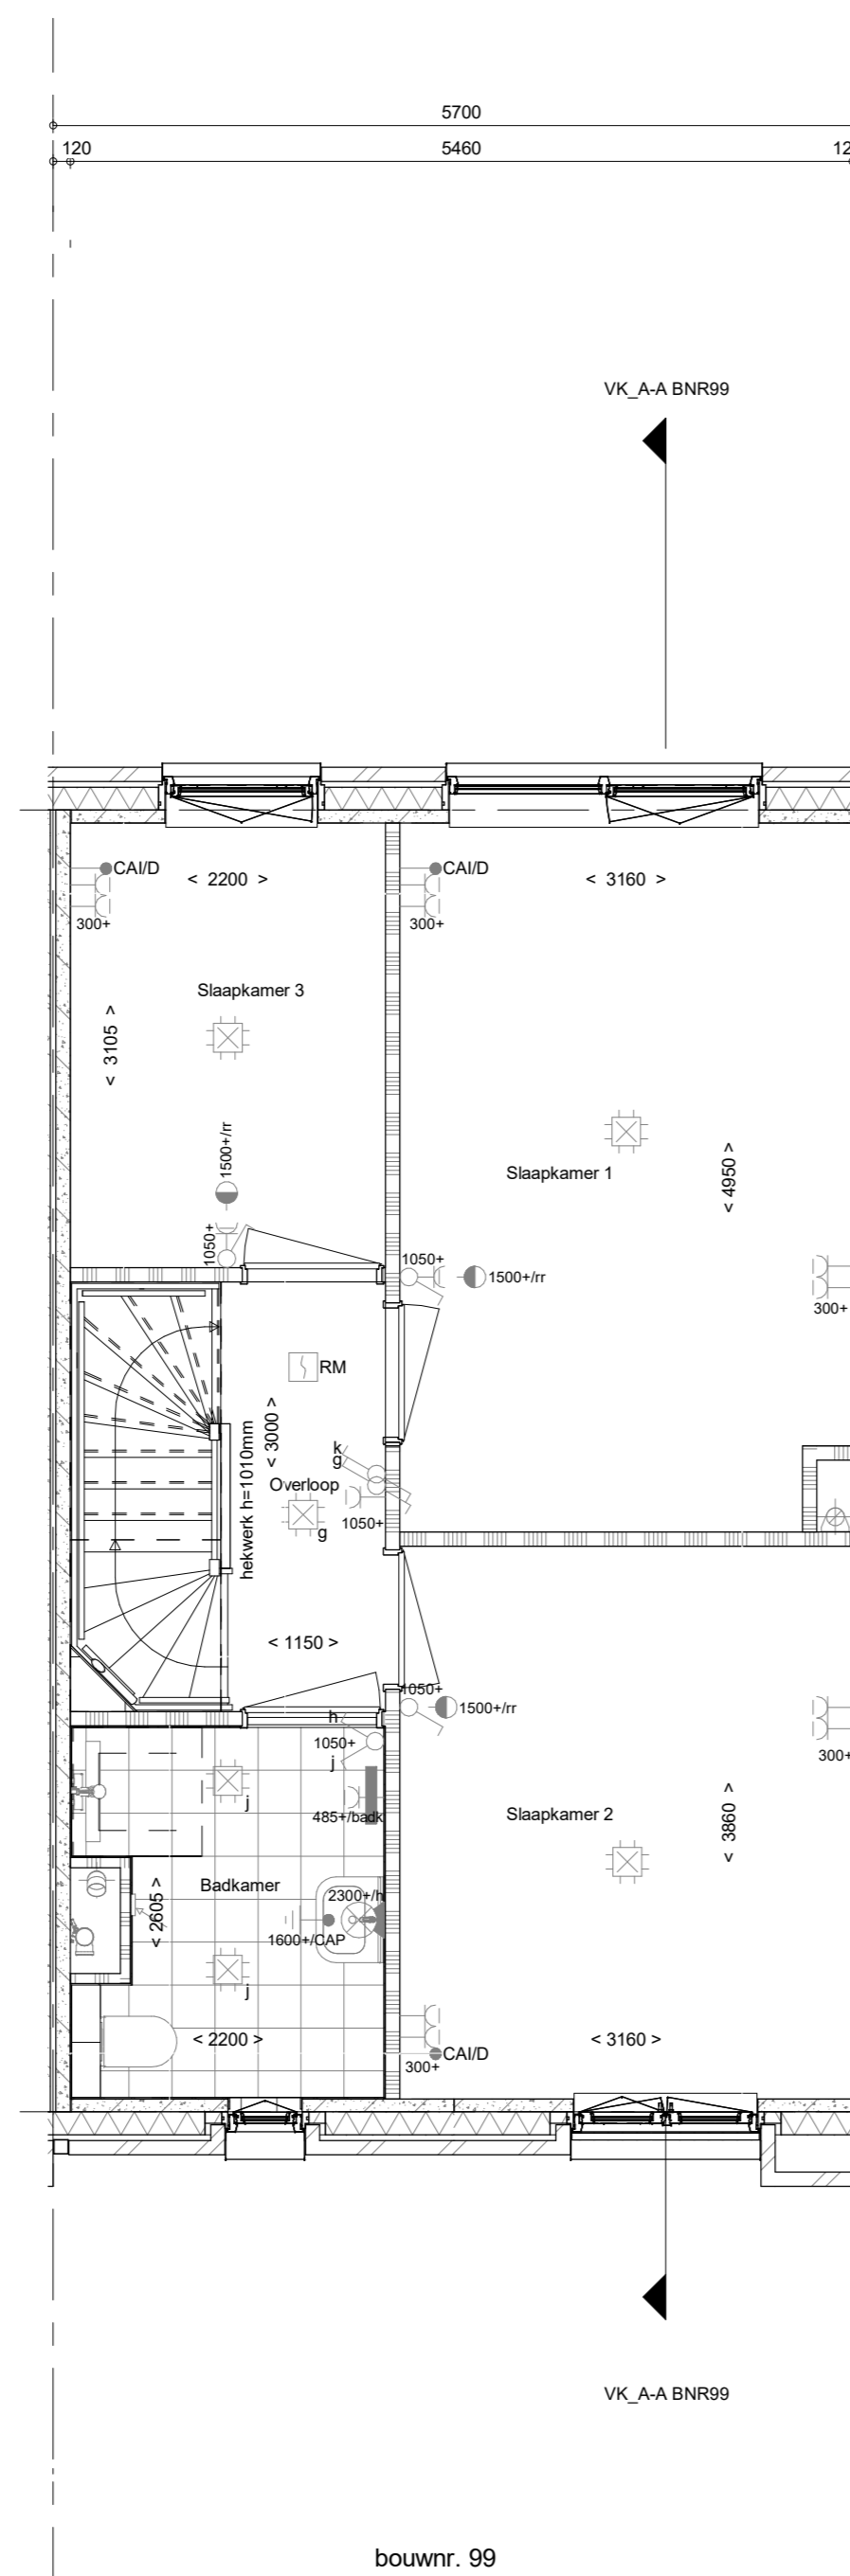 5700
120
5460
12
VK_A-A BNR99
CAI/D
< 2200 >
CAI/D
< 3160 >
300+
300+
Slaapkamer 3
< 3105 >
1500+/rr
Slaapkamer 1
< 4950 >
1050+
1050+
1500+/rr
300+
RM
hekwerk h=1010mm
< 3000 >
k
g
Overloop
1050+
g
< 1150 >
1050+
1500+/rr
h
1050+
j
300+
j
485+/badk
Slaapkamer 2
< 3860 >
Badkamer
< 2605 >
2300+/h
1600+/CAP
j
< 2200 >
< 3160 >
CAI/D
300+
VK_A-A BNR99
bouwnr. 99